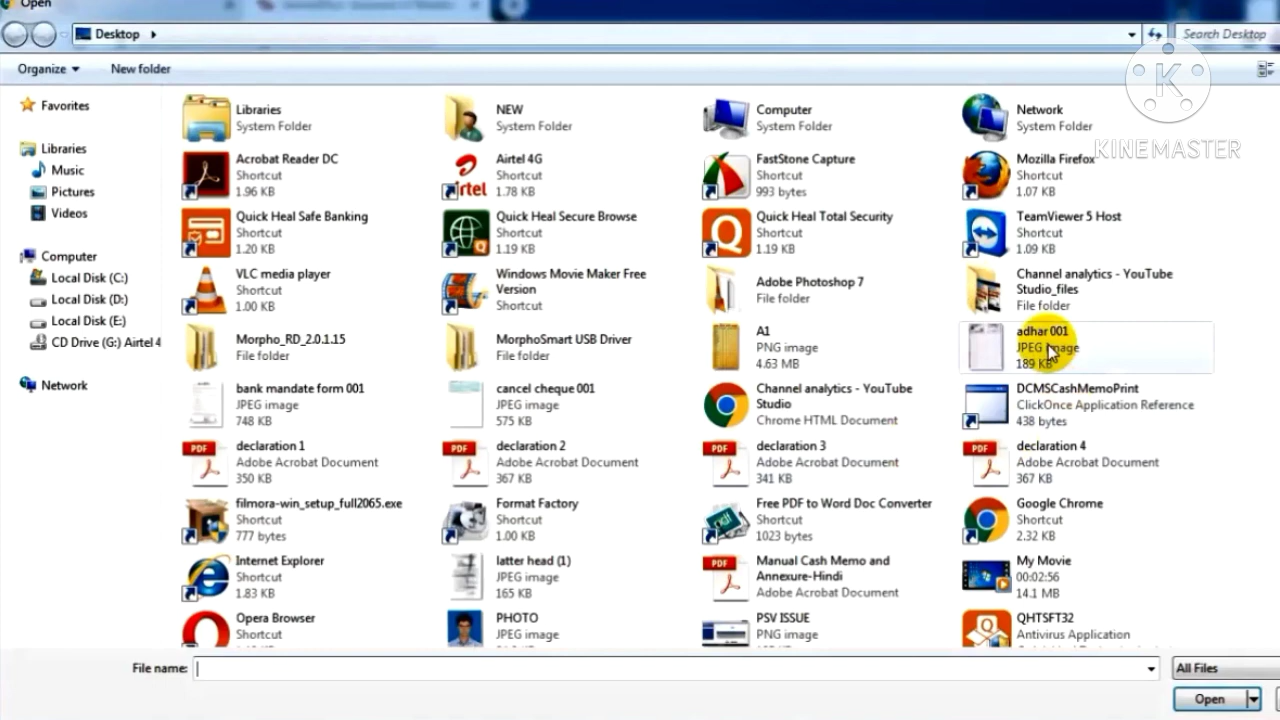 Open
Desktop
Search Desktop
Organize
New folder
K
KINEMASTER
Favorites
Libraries
Music
Pictures
Videos
Computer
Local Disk (C:)
Local Disk (D:)
Local Disk (E:)
CD Drive (G:) Airtel 4
Network
Libraries
System Folder
NEW
System Folder
Computer
System Folder
Network
System Folder
Acrobat Reader DC
Shortcut
1.96 KB
airtel
Airtel 4G
Shortcut
1.78 KB
FastStone Capture
Shortcut
993 bytes
Mozilla Firefox
Shortcut
1.07 KB
Quick Heal Safe Banking
Shortcut
1.20 KB
Quick Heal Secure Browse
Shortcut
1.19 KB
Quick Heal Total Security
Shortcut
1.19 KB
TeamViewer 5 Host
Shortcut
1.09 KB
VLC media player
Shortcut
1.00 KB
Windows Movie Maker Free
Version
Shortcut
Adobe Photoshop 7
File folder
Channel analytics - YouTube
Studio_files
File folder
Morpho_RD_2.0.1.15
File folder
MorphoSmart USB Driver
File folder
A1
PNG image
4.63 MB
adhar 001
JPEG image
189 KB
bank mandate form 001
JPEG image
748 KB
cancel cheque 001
JPEG image
575 KB
Channel analytics - YouTube
Studio
Chrome HTML Document
DCMSCashMemoPrint
ClickOnce Application Reference
438 bytes
PDF
declaration 1
Adobe Acrobat Document
350 KB
PDF
declaration 2
Adobe Acrobat Document
367 KB
PDF
declaration 3
Adobe Acrobat Document
341 KB
PDF
declaration 4
Adobe Acrobat Document
367 KB
filmora-win_setup_full2065.exe
Shortcut
777 bytes
Format Factory
Shortcut
1.00 KB
Free PDF to Word Doc Converter
Shortcut
1023 bytes
Google Chrome
Shortcut
2.32 KB
Internet Explorer
Shortcut
1.83 KB
latter head (1)
JPEG image
165 KB
PDF
Manual Cash Memo and
Annexure-Hindi
Adobe Acrobat Document
My Movie
00:02:56
14.1 MB
Opera Browser
Shortcut
PHOTO
JPEG image
PSV ISSUE
PNG image
QHTSFT32
Antivirus Application
File name:
All Files
Open